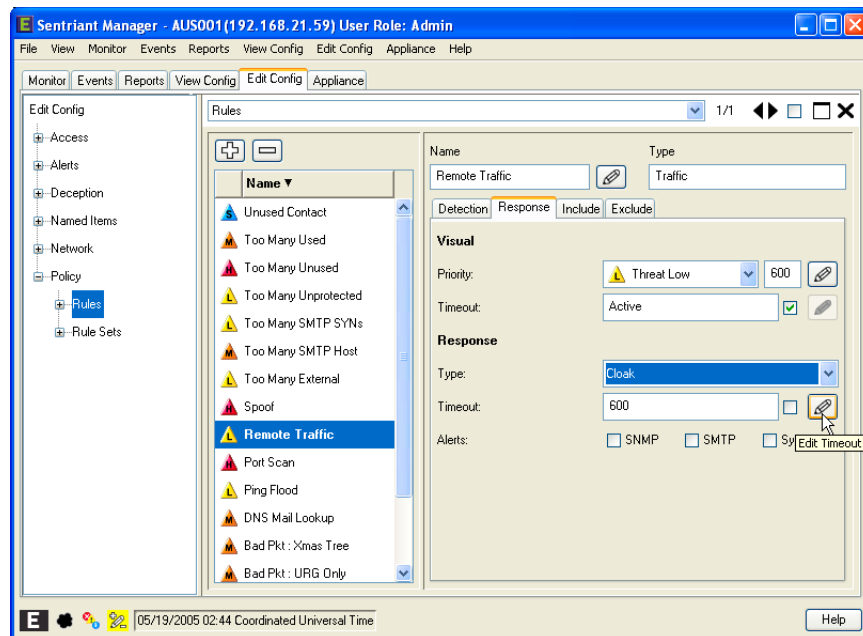 E Sentriant Manager - AUS001(192.168.21.59) User Role: Admin
File View Monitor Events Reports View Config Edit Config Appliance Help
Monitor Events Reports View Config Edit Config Appliance
Edit Config
Access
Alerts
Deception
Named Items
Network
Policy
Rules
Rule Sets
Rules 1/1
Name ▼
S Unused Contact
M Too Many Used
H Too Many Unused
L Too Many Unprotected
L Too Many SMTP SYNs
M Too Many SMTP Host
L Too Many External
H Spoof
L Remote Traffic
H Port Scan
L Ping Flood
M DNS Mail Lookup
M Bad Pkt : Xmas Tree
M Bad Pkt : URG Only
Name Type
Remote Traffic Traffic
Detection Response Include Exclude
Visual
Priority: L Threat Low 600
Timeout: Active
Response
Type: Cloak
Timeout: 600
Alerts: SNMP SMTP Sy
Edit Timeout
E 05/19/2005 02:44 Coordinated Universal Time Help